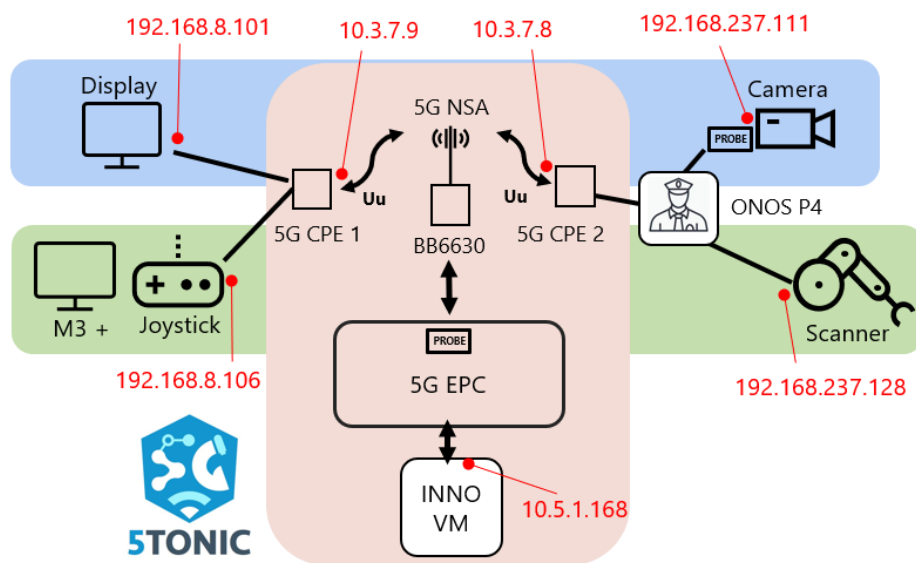 192.168.8.101
10.3.7.9
10.3.7.8
192.168.237.111
Display
5G NSA
Camera
PROBE
Uu
Uu
ONOS P4
5G CPE 1
BB6630
5G CPE 2
M3 +
Joystick
Scanner
PROBE
192.168.8.106
5G EPC
192.168.237.128
INNO
VM
10.5.1.168
5G
5TONIC